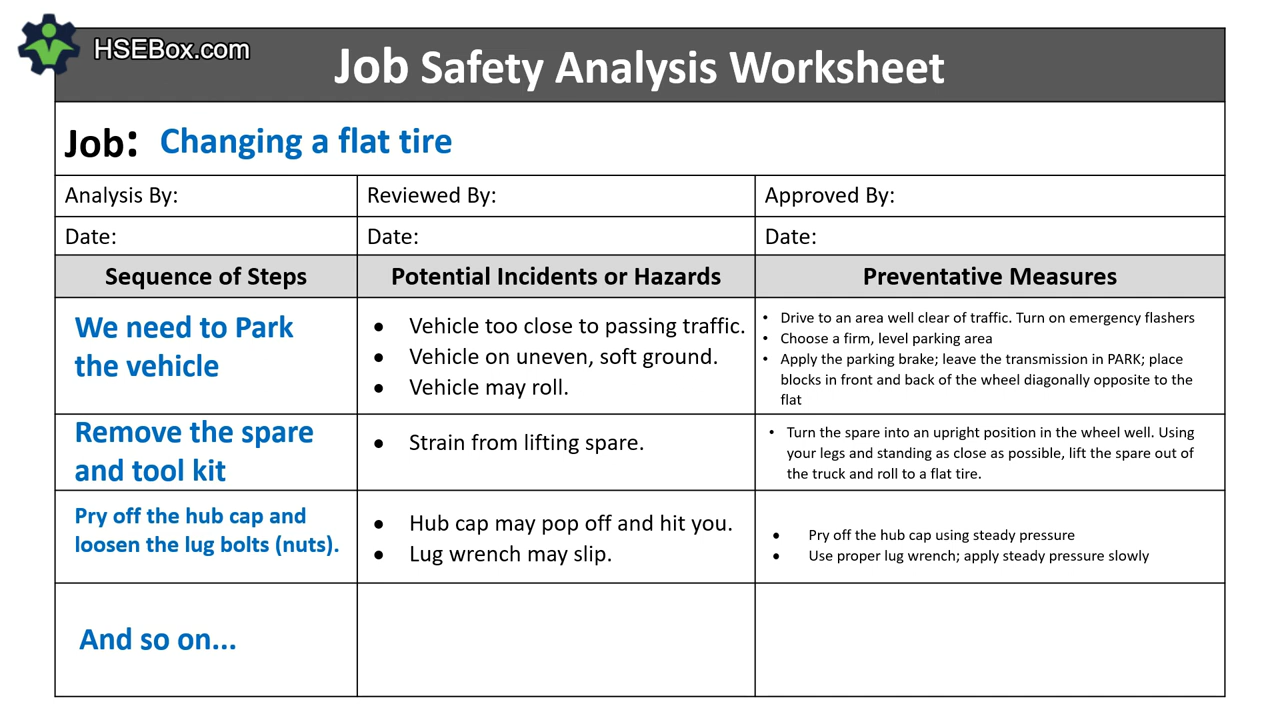 HSEBox.com
Job Safety Analysis Worksheet
Job: Changing a flat tire
Analysis By:
Reviewed By:
Approved By:
Date:
Date:
Date:
Sequence of Steps
Potential Incidents or Hazards
Preventative Measures
We need to Park
the vehicle
• Vehicle too close to passing traffic.
• Vehicle on uneven, soft ground.
• Vehicle may roll.
• Drive to an area well clear of traffic. Turn on emergency flashers
• Choose a firm, level parking area
• Apply the parking brake; leave the transmission in PARK; place
blocks in front and back of the wheel diagonally opposite to the
flat
Remove the spare
and tool kit
• Strain from lifting spare.
• Turn the spare into an upright position in the wheel well. Using
your legs and standing as close as possible, lift the spare out of
the truck and roll to a flat tire.
Pry off the hub cap and
loosen the lug bolts (nuts).
• Hub cap may pop off and hit you.
• Lug wrench may slip.
• Pry off the hub cap using steady pressure
• Use proper lug wrench; apply steady pressure slowly
And so on...